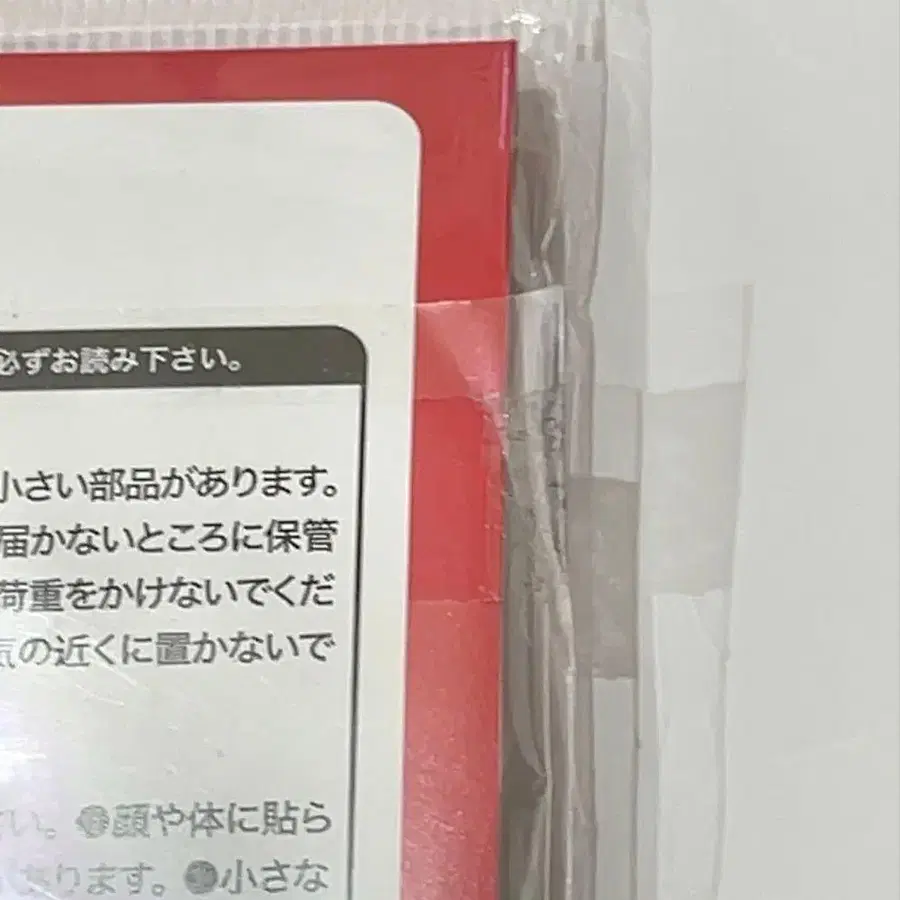 必ずお読み下さい。
小さい部品があります。
届かないところに保管
荷重をかけないでくだ
気の近くに置かないで
い。●顔や体に貼ら
あります。●小さな